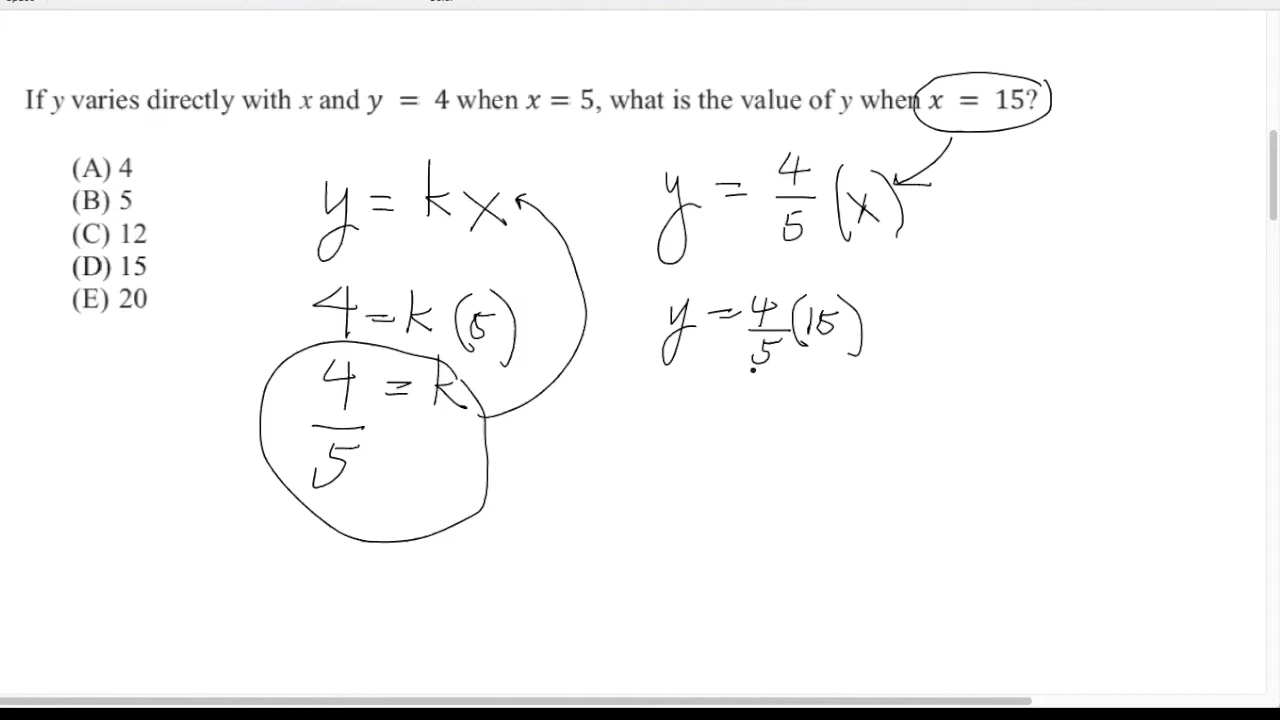 If y varies directly with x and y = 4 when x = 5, what is the value of y when x = 15?
(A) 4
(B) 5
(C) 12
(D) 15
(E) 20
y = kx
4 = k (5)
4/5 = k
y = 4/5 (x)
y = 4/5 (15)